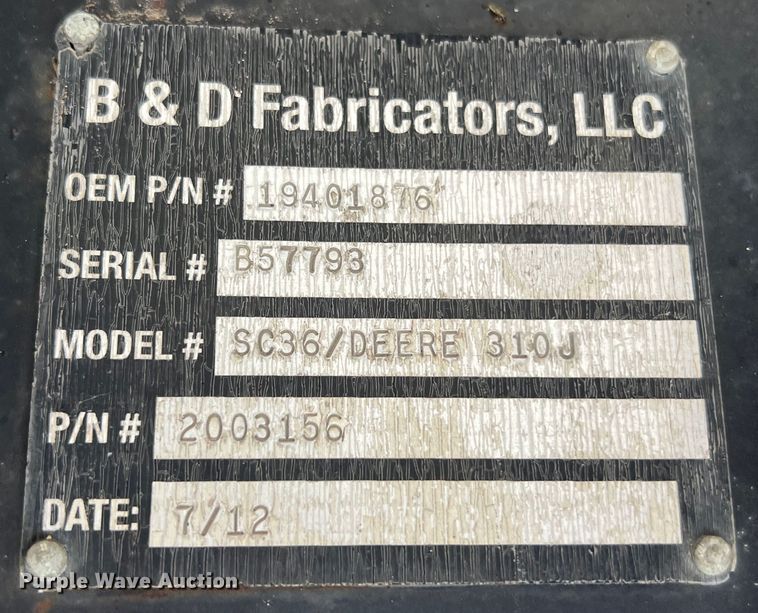 B & D Fabricators, LLC
OEM P/N # 19401876
SERIAL # B57793
MODEL # SC36/DEERE 310J
P/N # 2003156
DATE: 7/12
Purple Wave Auction